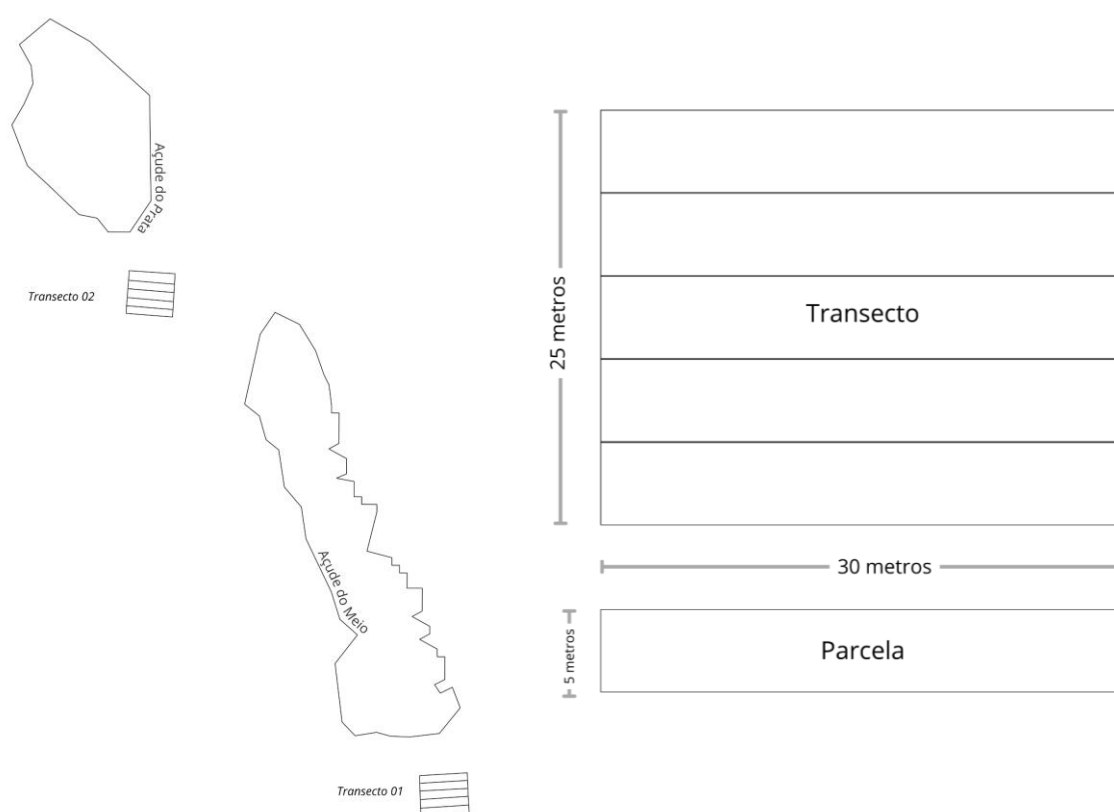 Açude do Prata
Transecto 02
Açude do Meio
Transecto 01
25 metros
Transecto
30 metros
5 metros
Parcela